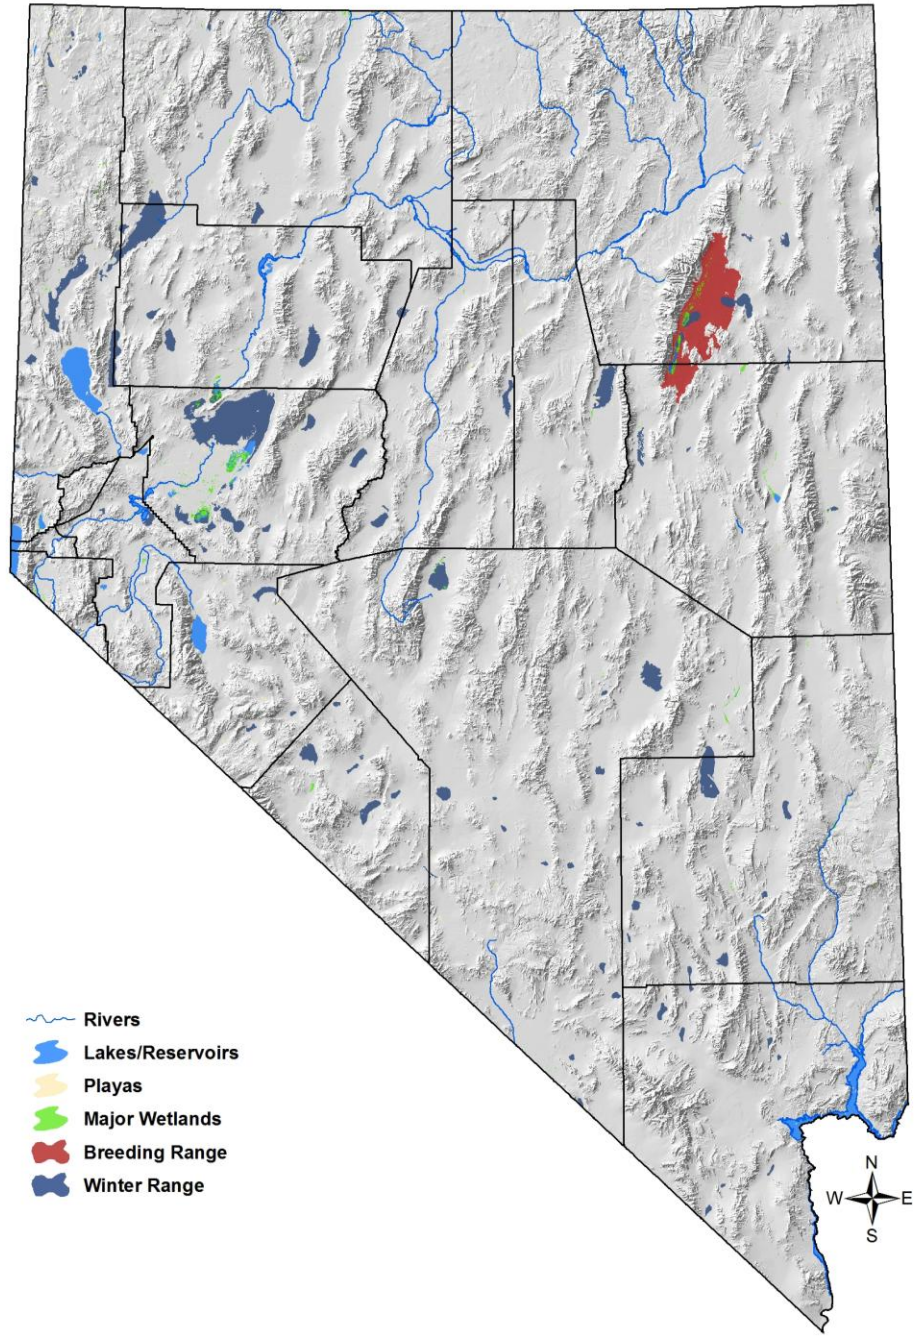 Rivers
Lakes/Reservoirs
Playas
Major Wetlands
Breeding Range
Winter Range
N
W E
S